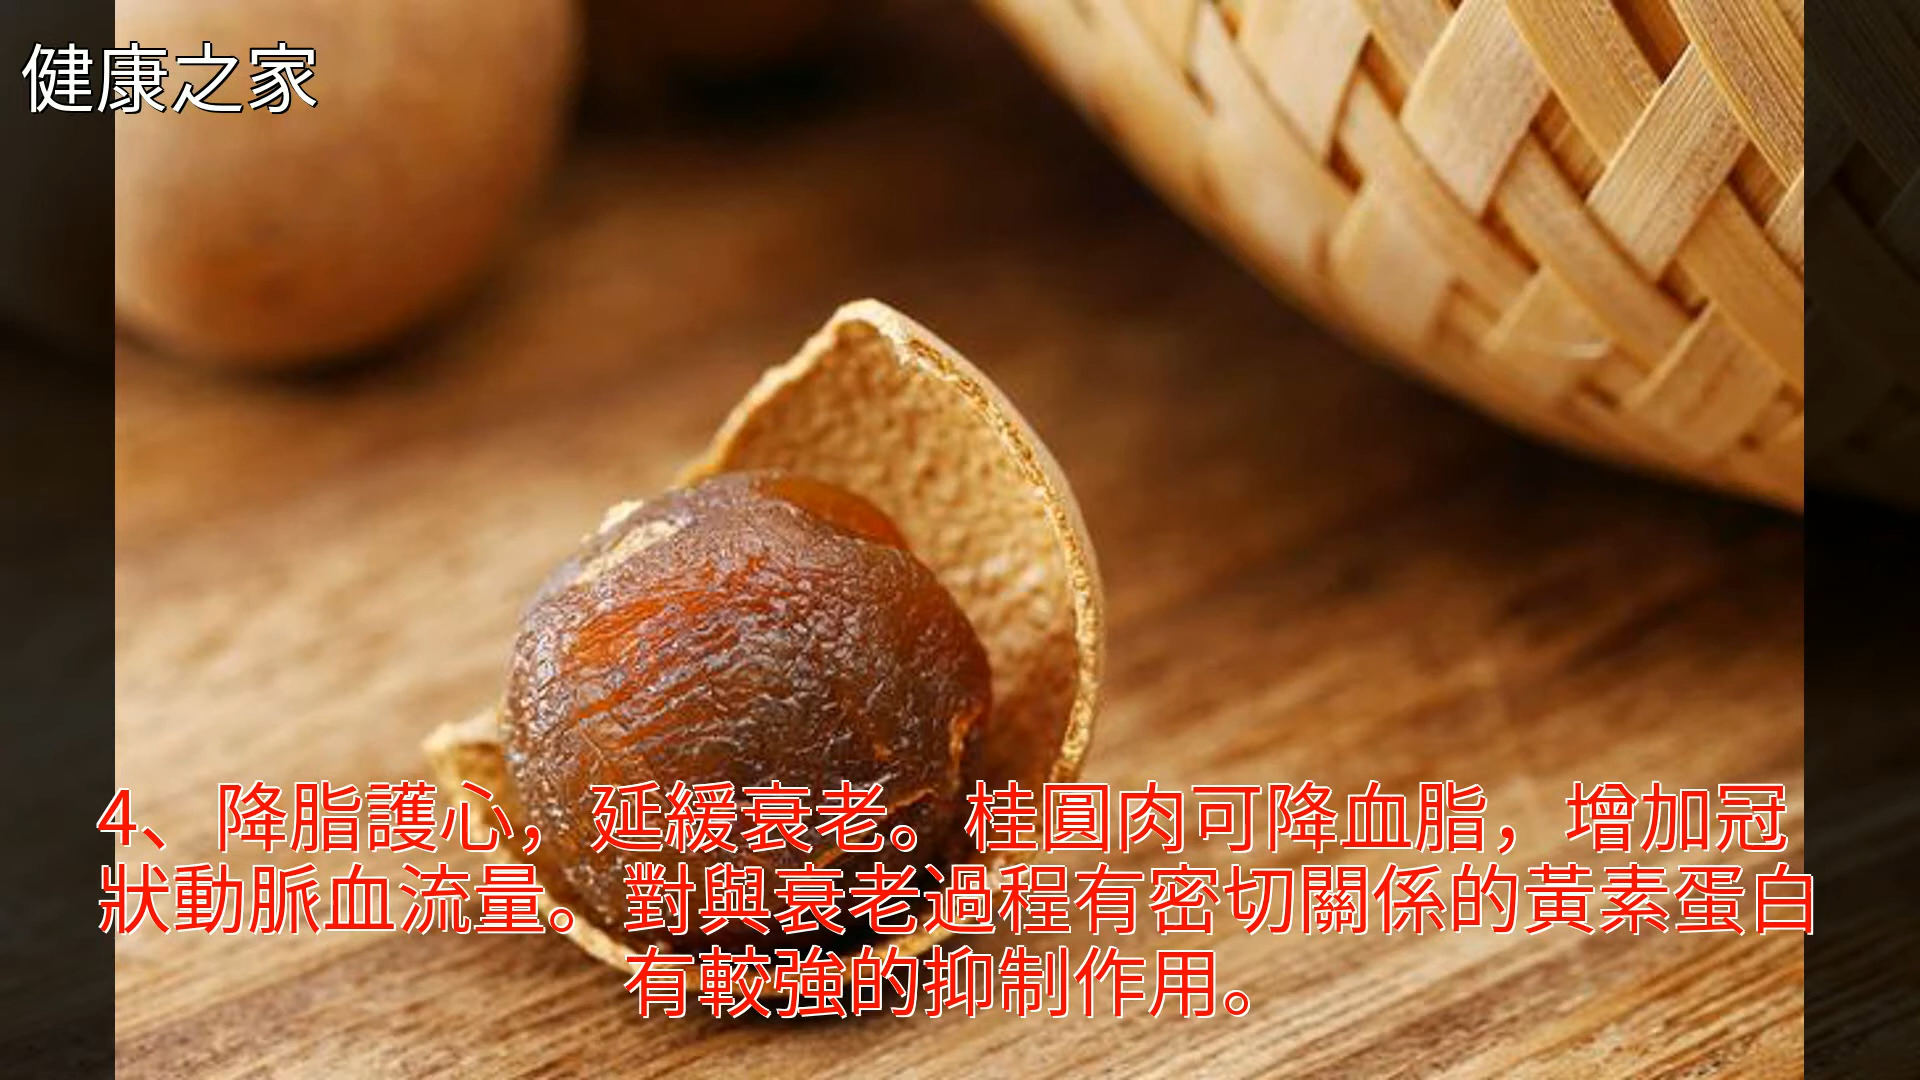 健康之家
4、降脂護心，延緩衰老。桂圓肉可降血脂，增加冠
狀動脈血流量。對與衰老過程有密切關係的黃素蛋白
有較強的抑制作用。